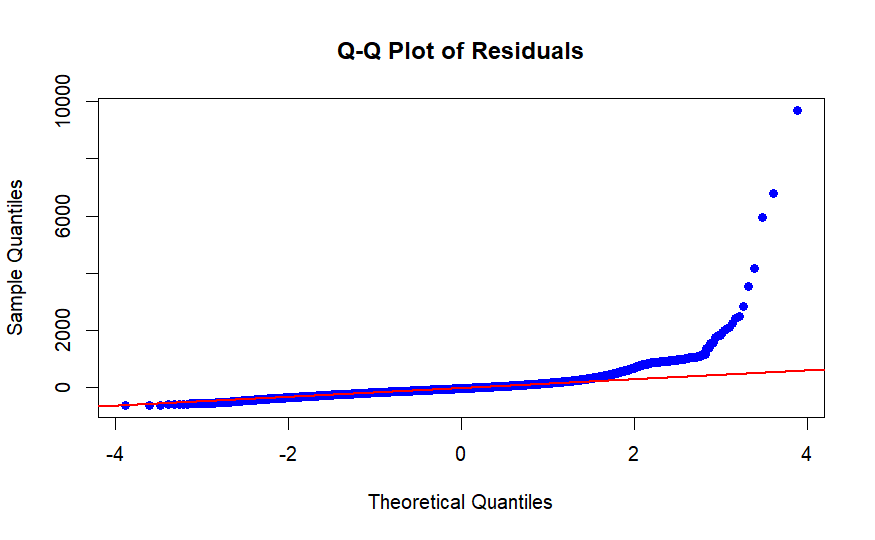 Q-Q Plot of Residuals
10000
6000
2000
0
Sample Quantiles
-4 -2 0 2 4
Theoretical Quantiles